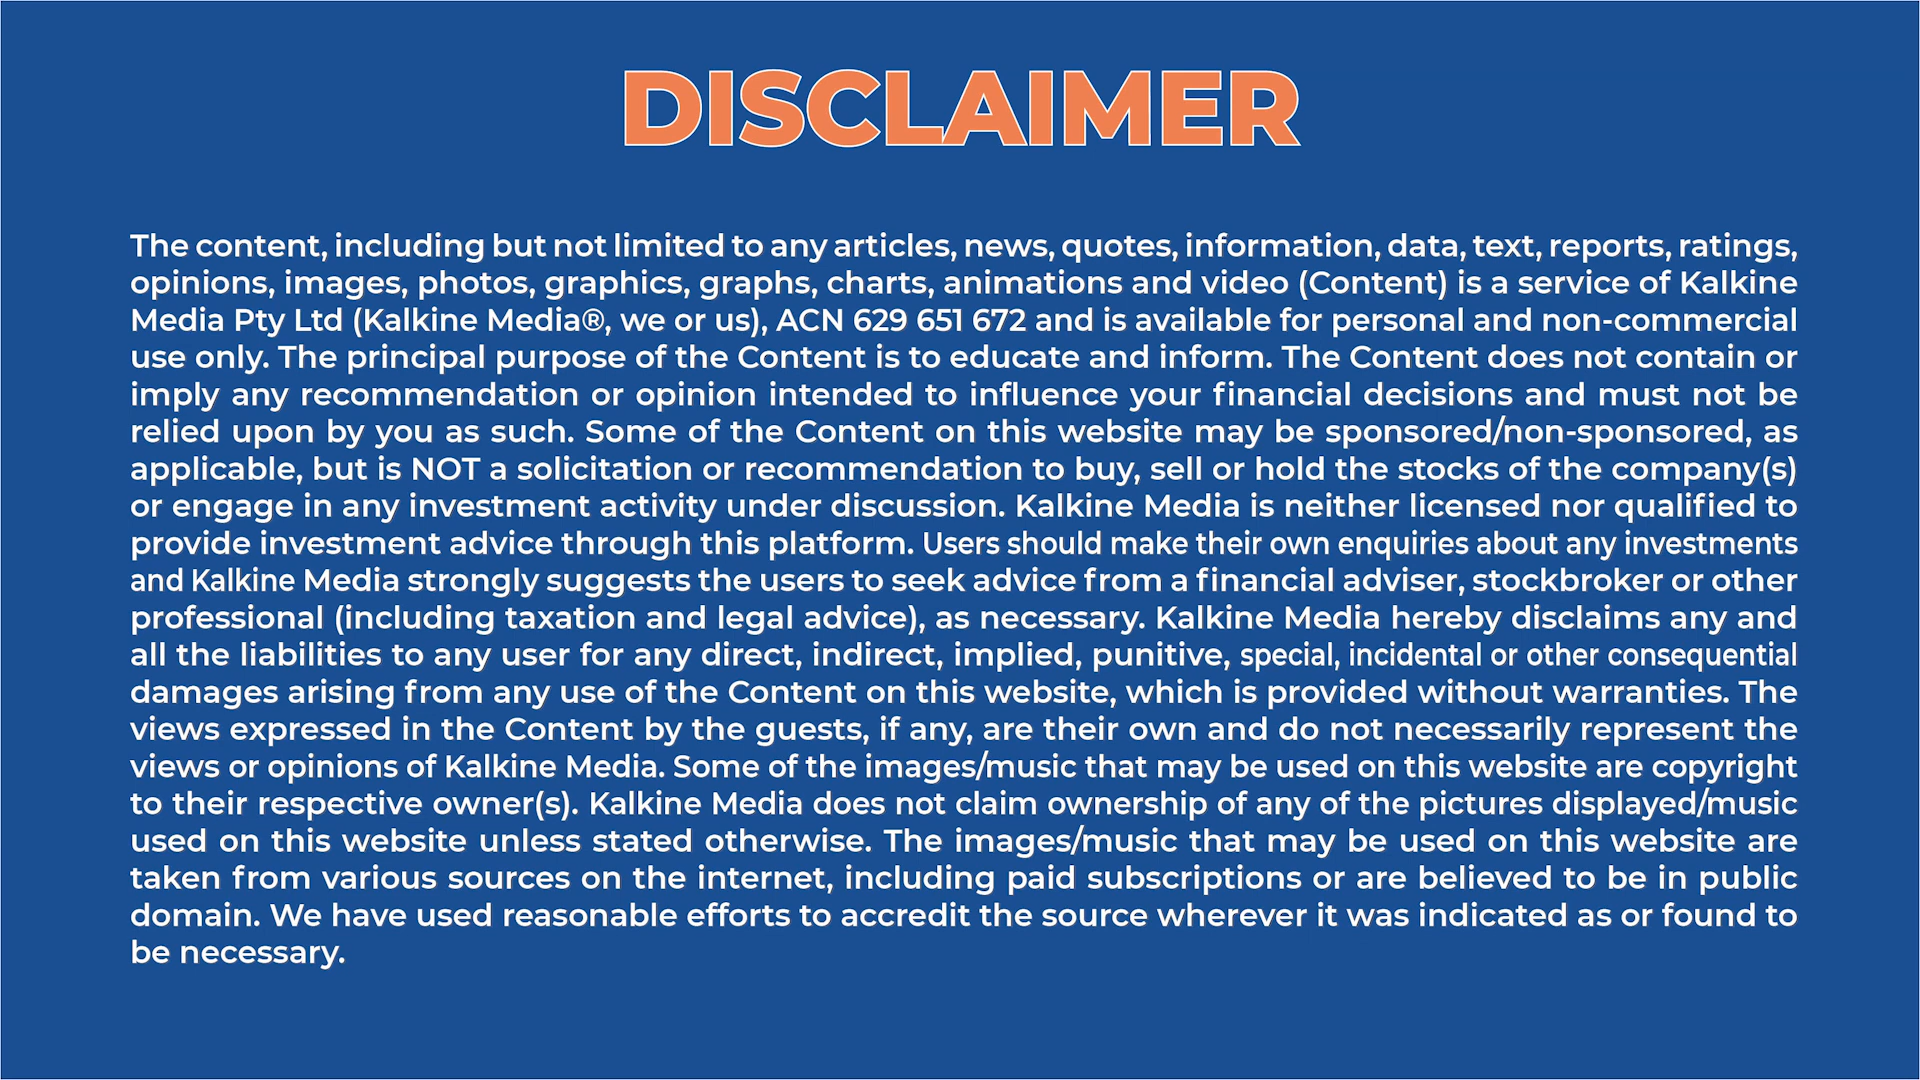 DISCLAIMER
The content, including but not limited to any articles, news, quotes, information, data, text, reports, ratings,
opinions, images, photos, graphics, graphs, charts, animations and video (Content) is a service of Kalkine
Media Pty Ltd (Kalkine Media®, we or us), ACN 629 651 672 and is available for personal and non-commercial
use only. The principal purpose of the Content is to educate and inform. The Content does not contain or
imply any recommendation or opinion intended to influence your financial decisions and must not be
relied upon by you as such. Some of the Content on this website may be sponsored/non-sponsored, as
applicable, but is NOT a solicitation or recommendation to buy, sell or hold the stocks of the company(s)
or engage in any investment activity under discussion. Kalkine Media is neither licensed nor qualified to
provide investment advice through this platform. Users should make their own enquiries about any investments
and Kalkine Media strongly suggests the users to seek advice from a financial adviser, stockbroker or other
professional (including taxation and legal advice), as necessary. Kalkine Media hereby disclaims any and
all the liabilities to any user for any direct, indirect, implied, punitive, special, incidental or other consequential
damages arising from any use of the Content on this website, which is provided without warranties. The
views expressed in the Content by the guests, if any, are their own and do not necessarily represent the
views or opinions of Kalkine Media. Some of the images/music that may be used on this website are copyright
to their respective owner(s). Kalkine Media does not claim ownership of any of the pictures displayed/music
used on this website unless stated otherwise. The images/music that may be used on this website are
taken from various sources on the internet, including paid subscriptions or are believed to be in public
domain. We have used reasonable efforts to accredit the source wherever it was indicated as or found to
be necessary.